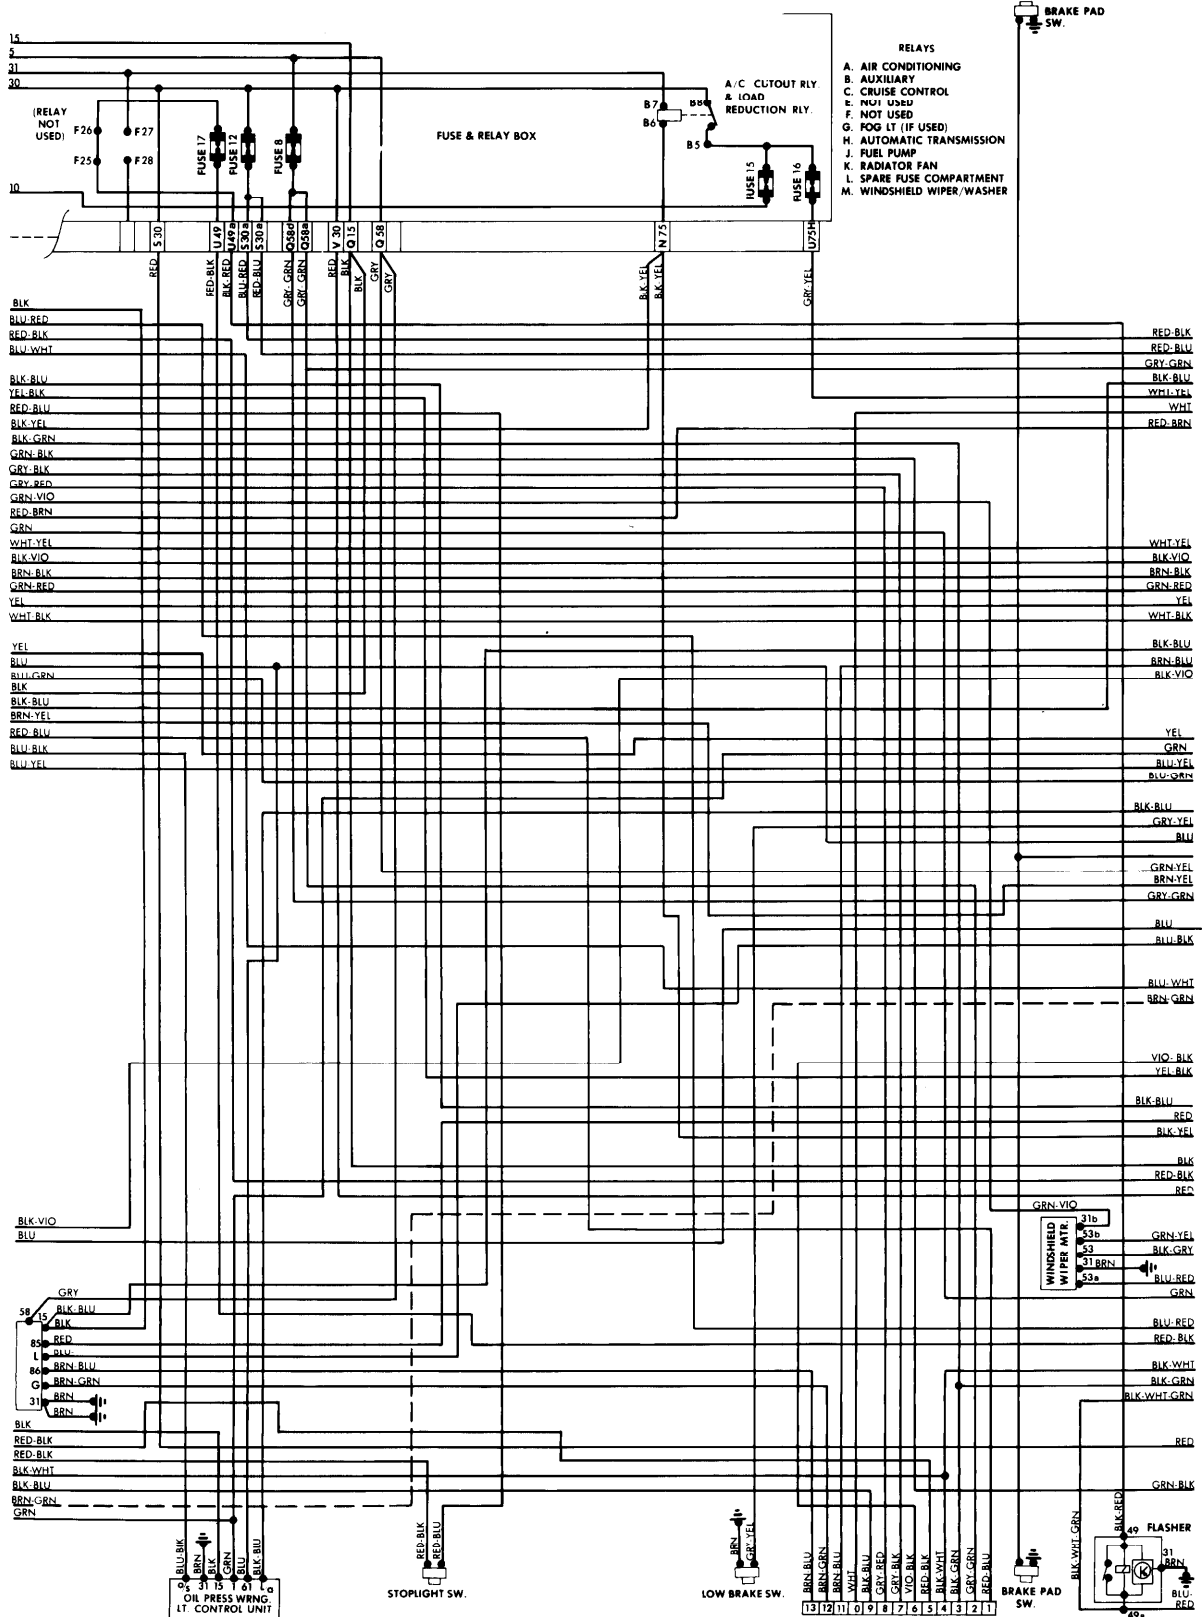 BRAKE PAD
SW.
15
5
31
30
10
(RELAY
NOT
USED)
F26
F27
F25
F28
FUSE 17
FUSE 12
FUSE 8
FUSE & RELAY BOX
B7
B6
B8
B5
A/C CUTOUT RLY.
& LOAD
REDUCTION RLY.
FUSE 15
FUSE 16
RELAYS
A. AIR CONDITIONING
B. AUXILIARY
C. CRUISE CONTROL
E. NOT USED
F. NOT USED
G. FOG LT (IF USED)
H. AUTOMATIC TRANSMISSION
J. FUEL PUMP
K. RADIATOR FAN
L. SPARE FUSE COMPARTMENT
M. WINDSHIELD WIPER/WASHER
S 30
U 49
U49a
S30a
S30a
Q58d
Q58a
V 30
Q 15
Q 58
N 75
U75H
RED
RED-BLK
BLK-RED
BLU-RED
RED-BLU
GRY-GRN
GRY-GRN
RED
BLK
BLK
GRY
GRY
BLK-YEL
BLK-YEL
GRY-YEL
BLK
BLU-RED
RED-BLK
BLU-WHT
BLK-BLU
YEL-BLK
RED-BLU
BLK-YEL
BLK-GRN
GRN-BLK
GRY-BLK
GRY-RED
GRN-VIO
RED-BRN
GRN
WHT-YEL
BLK-VIO
BRN-BLK
GRN-RED
YEL
WHT-BLK
YEL
BLU
BLU-GRN
BLK
BLK-BLU
BRN-YEL
RED-BLU
BLU-BLK
BLU-YEL
BLK-VIO
BLU
RED-BLK
RED-BLU
GRY-GRN
BLK-BLU
WHT-YEL
WHT
RED-BRN
WHT-YEL
BLK-VIO
BRN-BLK
GRN-RED
YEL
WHT-BLK
BLK-BLU
BRN-BLU
BLK-VIO
YEL
GRN
BLU-YEL
BLU-GRN
BLK-BLU
GRY-YEL
BLU
GRN-YEL
BRN-YEL
GRY-GRN
BLU
BLU-BLK
BLU-WHT
BRN-GRN
VIO-BLK
YEL-BLK
BLK-BLU
RED
BLK-YEL
BLK
RED-BLK
RED
GRN-VIO
WINDSHIELD
WIPER MTR.
31b
53b
53
31 BRN
53a
GRN-YEL
BLK-GRY
BLU-RED
GRN
BLU-RED
RED-BLK
BLK-WHT
BLK-GRN
BLK-WHT-GRN
RED
GRN-BLK
58
15
GRY
BLK-BLU
BLK
85
RED
L
BLU-
86
BRN-BLU
G
BRN-GRN
31
BRN
BRN
BLK
RED-BLK
RED-BLK
BLK-WHT
BLK-BLU
BRN-GRN
GRN
BLU-BLK
BRN
BLK
GRN
BLU
BLK-BLU
31
15
1
61
OIL PRESS WRNG.
LT. CONTROL UNIT
RED-BLK
RED-BLU
STOPLIGHT SW.
BRN
GRY-YEL
LOW BRAKE SW.
BRN-BLU
BRN-GRN
BRN-BLU
WHT
BLK-BLU
GRY-RED
GRY-BLK
VIO-BLK
RED-BLK
BLK-WHT
BLK-GRN
GRY-GRN
RED-BLU
13
12
11
0
9
8
7
6
5
4
3
2
1
BRAKE PAD
SW.
BLK-WHT-GRN
BLK-RED
49
FLASHER
K
31
BRN
BLU-
RED
49a